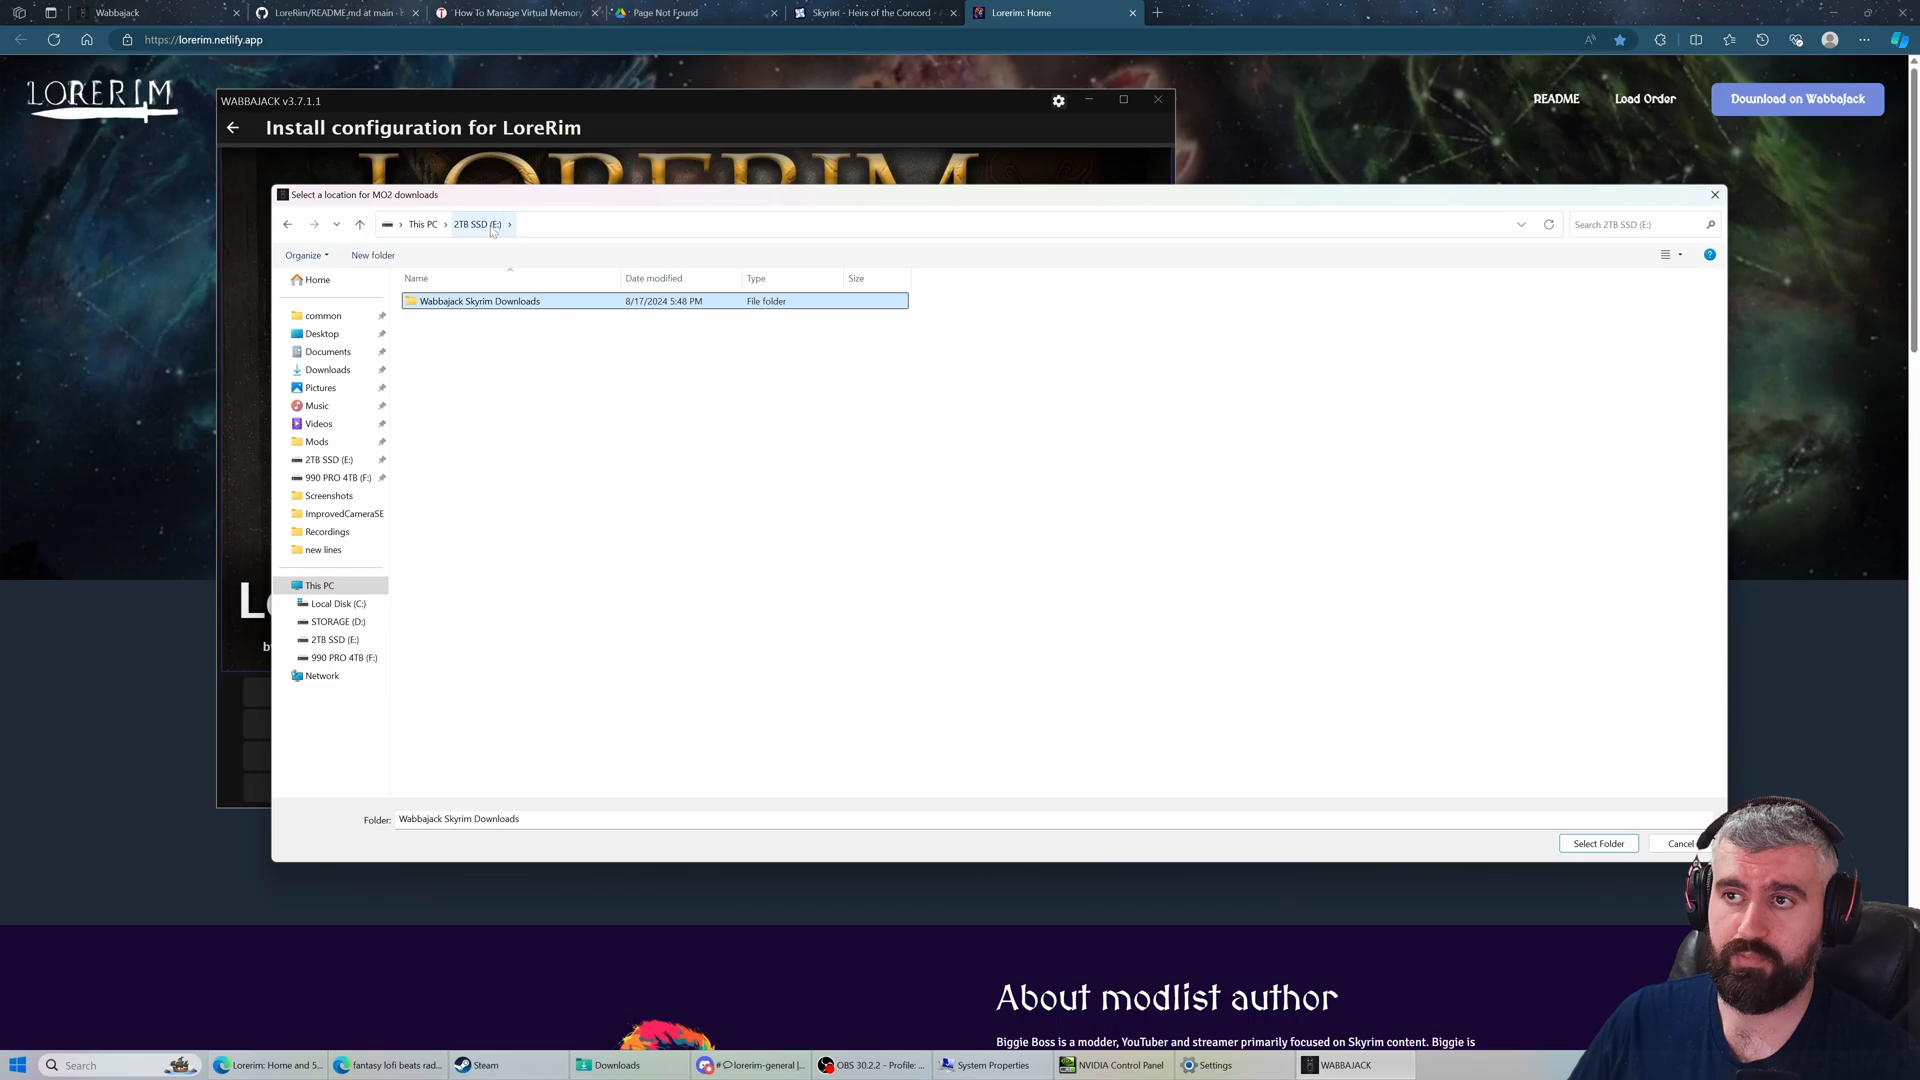 Wabbajack
LoreRim/README.md at main ·
How To Manage Virtual Memory
Page Not Found
Skyrim - Heirs of the Concord -
Lorerim: Home
https://lorerim.netlify.app
LORERIM
README
Load Order
Download on Wabbajack
WABBAJACK v3.7.1.1
Install configuration for LoreRim
LORERIM
Select a location for MO2 downloads
This PC
2TB SSD (E:)
Search 2TB SSD (E:)
Organize
New folder
Name
Date modified
Type
Size
Wabbajack Skyrim Downloads
8/17/2024 5:48 PM
File folder
Home
common
Desktop
Documents
Downloads
Pictures
Music
Videos
Mods
2TB SSD (E:)
990 PRO 4TB (F:)
Screenshots
ImprovedCameraSE
Recordings
new lines
This PC
Local Disk (C:)
STORAGE (D:)
2TB SSD (E:)
990 PRO 4TB (F:)
Network
Folder:
Wabbajack Skyrim Downloads
Select Folder
Cancel
About modlist author
Biggie Boss is a modder, YouTuber and streamer primarily focused on Skyrim content. Biggie is
Search
Lorerim: Home and 5...
fantasy lofi beats rad...
Steam
Downloads
#lorerim-general |...
OBS 30.2.2 - Profile: ...
System Properties
NVIDIA Control Panel
Settings
WABBAJACK